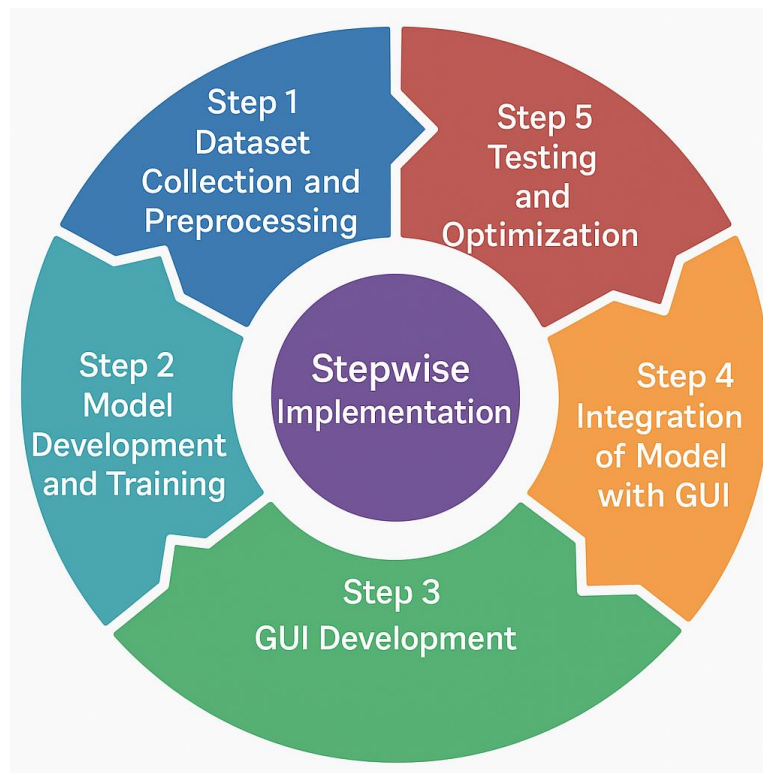 Step 1
Dataset
Collection and
Preprocessing
Step 2
Model
Development
and Training
Step 3
GUI Development
Step 4
Integration
of Model
with GUI
Step 5
Testing
and
Optimization
Stepwise
Implementation